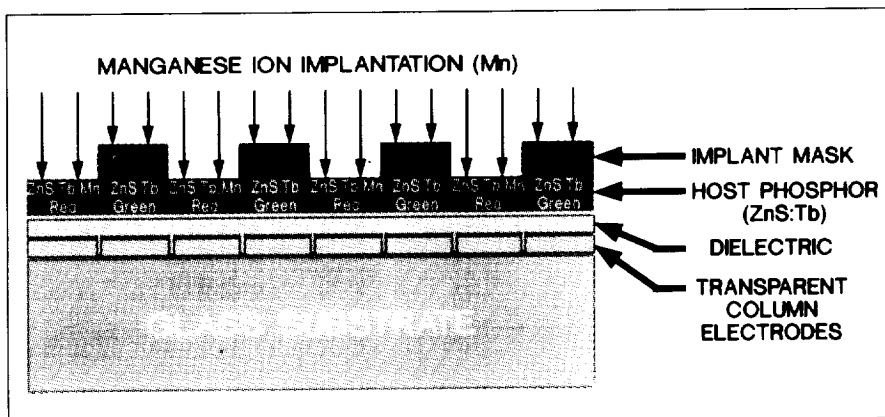 MANGANESE ION IMPLANTATION (Mn)
IMPLANT MASK
ZnS:Tb Mn ZnS:Tb ZnS:Tb Mn ZnS:Tb ZnS:Tb Mn ZnS:Tb ZnS:Tb Mn ZnS:Tb
Red Green Red Green Red Green Red Green
HOST PHOSPHOR
(ZnS:Tb)
DIELECTRIC
TRANSPARENT
COLUMN
ELECTRODES
GLASS SUBSTRATE